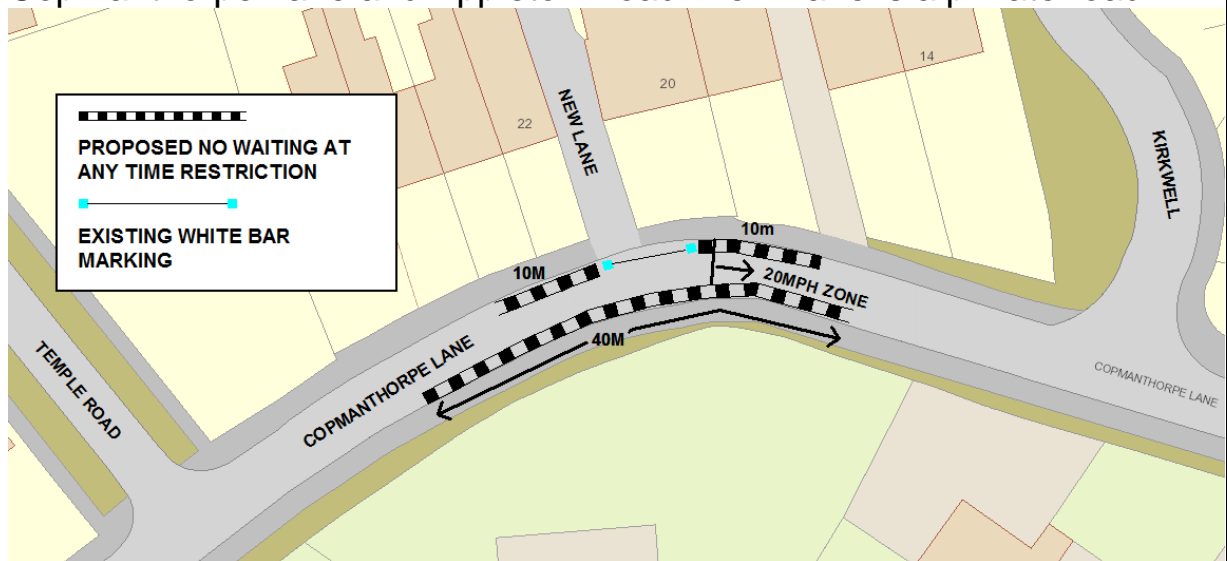 PROPOSED NO WAITING AT
ANY TIME RESTRICTION
EXISTING WHITE BAR
MARKING
14
20
22
NEW LANE
KIRKWELL
10m
10M
20MPH ZONE
40M
COPMANTHORPE LANE
COPMANTHORPE LANE
TEMPLE ROAD